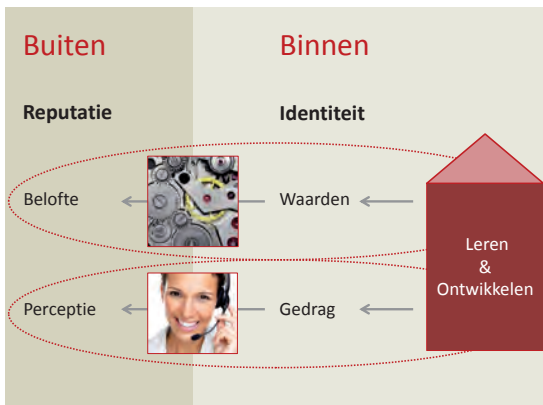 Buiten
Binnen
Reputatie
Identiteit
Belofte
Waarden
Leren
&
Ontwikkelen
Perceptie
Gedrag